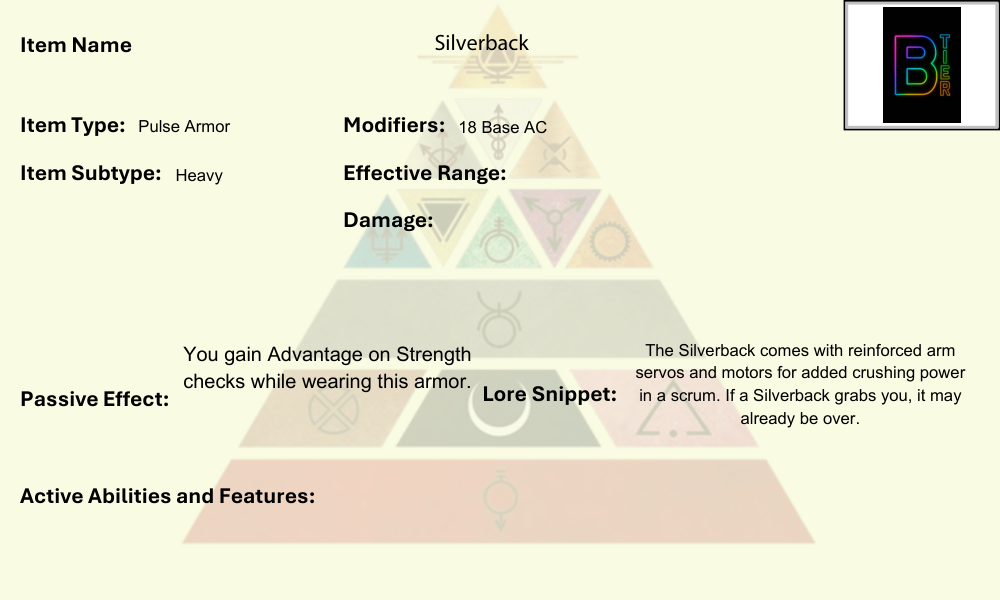 Item Name
Silverback
B TIER
Item Type: Pulse Armor
Modifiers: 18 Base AC
Item Subtype: Heavy
Effective Range:
Damage:
Passive Effect:
You gain Advantage on Strength
checks while wearing this armor.
Lore Snippet:
The Silverback comes with reinforced arm
servos and motors for added crushing power
in a scrum. If a Silverback grabs you, it may
already be over.
Active Abilities and Features: